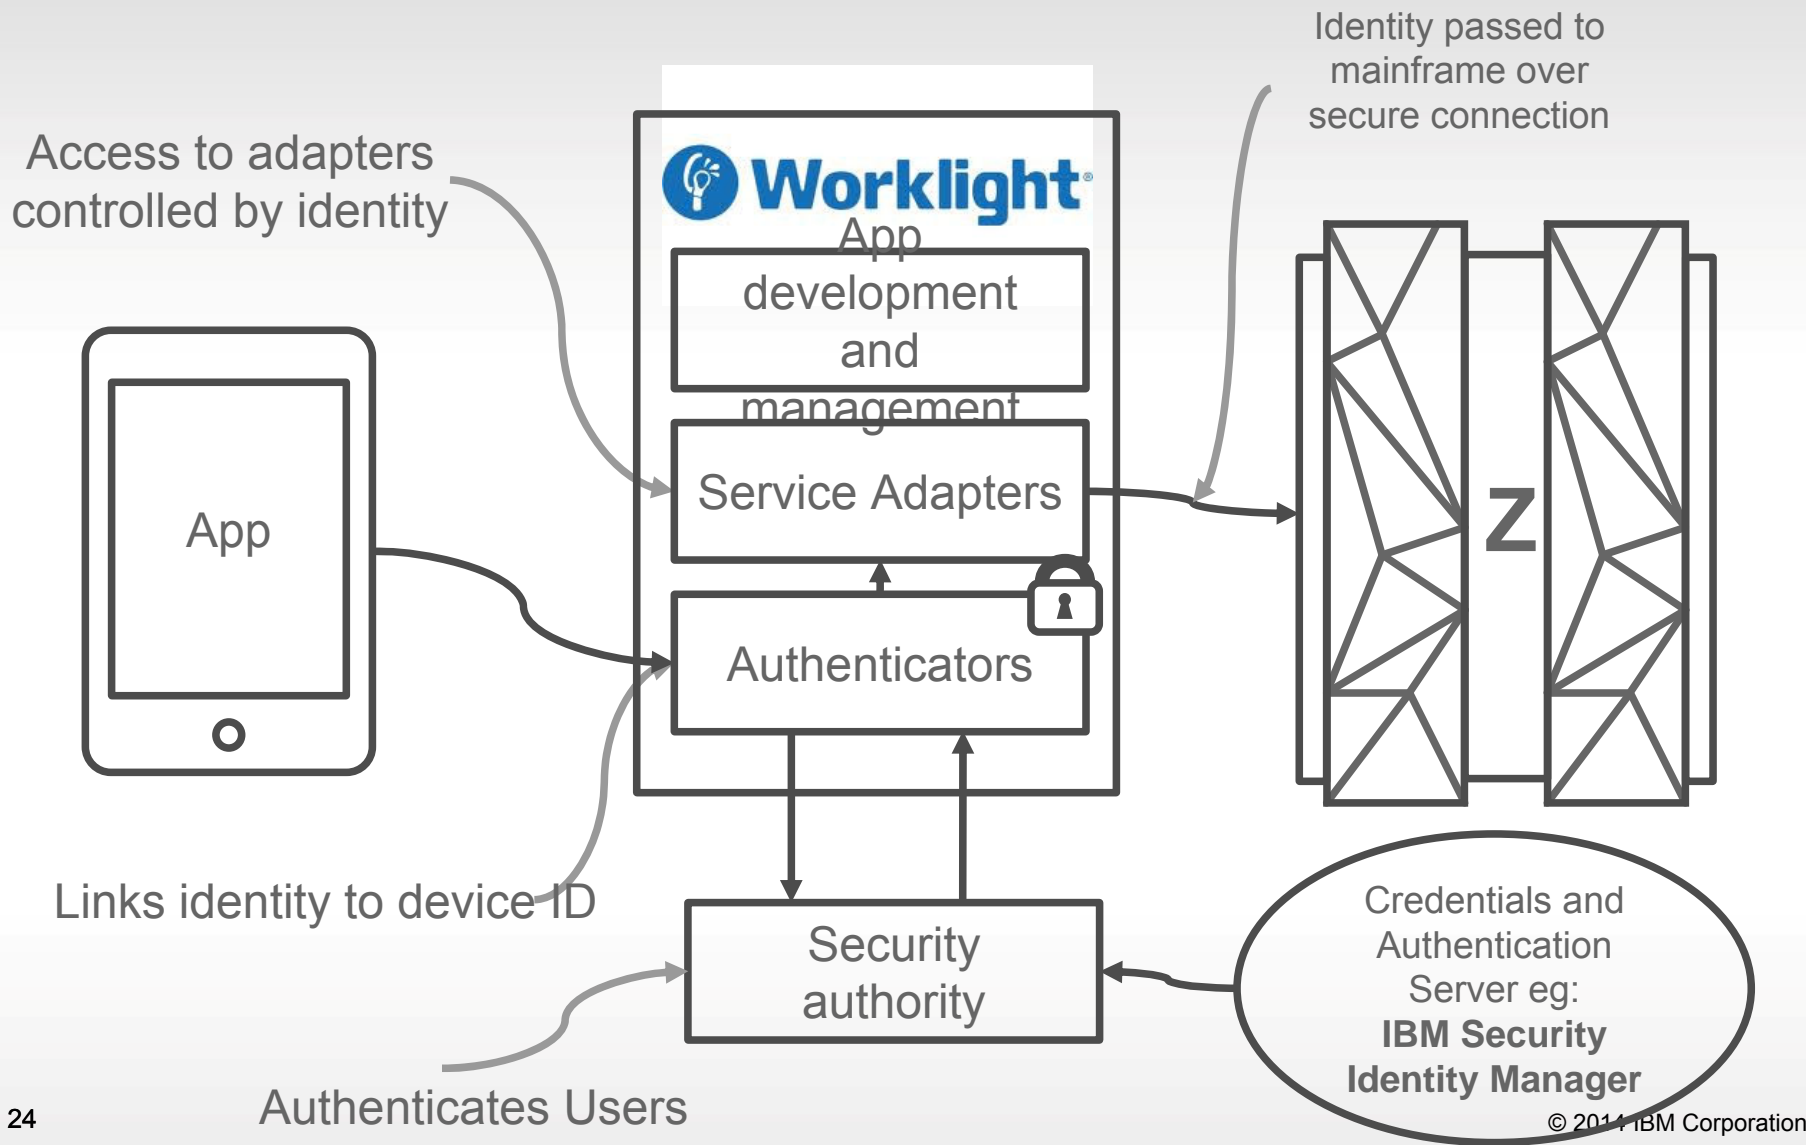 Identity passed to
mainframe over
secure connection
Access to adapters
controlled by identity
Worklight®
App
development
and
management
Service Adapters
App
Z
Authenticators
Links identity to device ID
Security
authority
Credentials and
Authentication
Server eg:
IBM Security
Identity Manager
Authenticates Users
24
© 2014 IBM Corporation